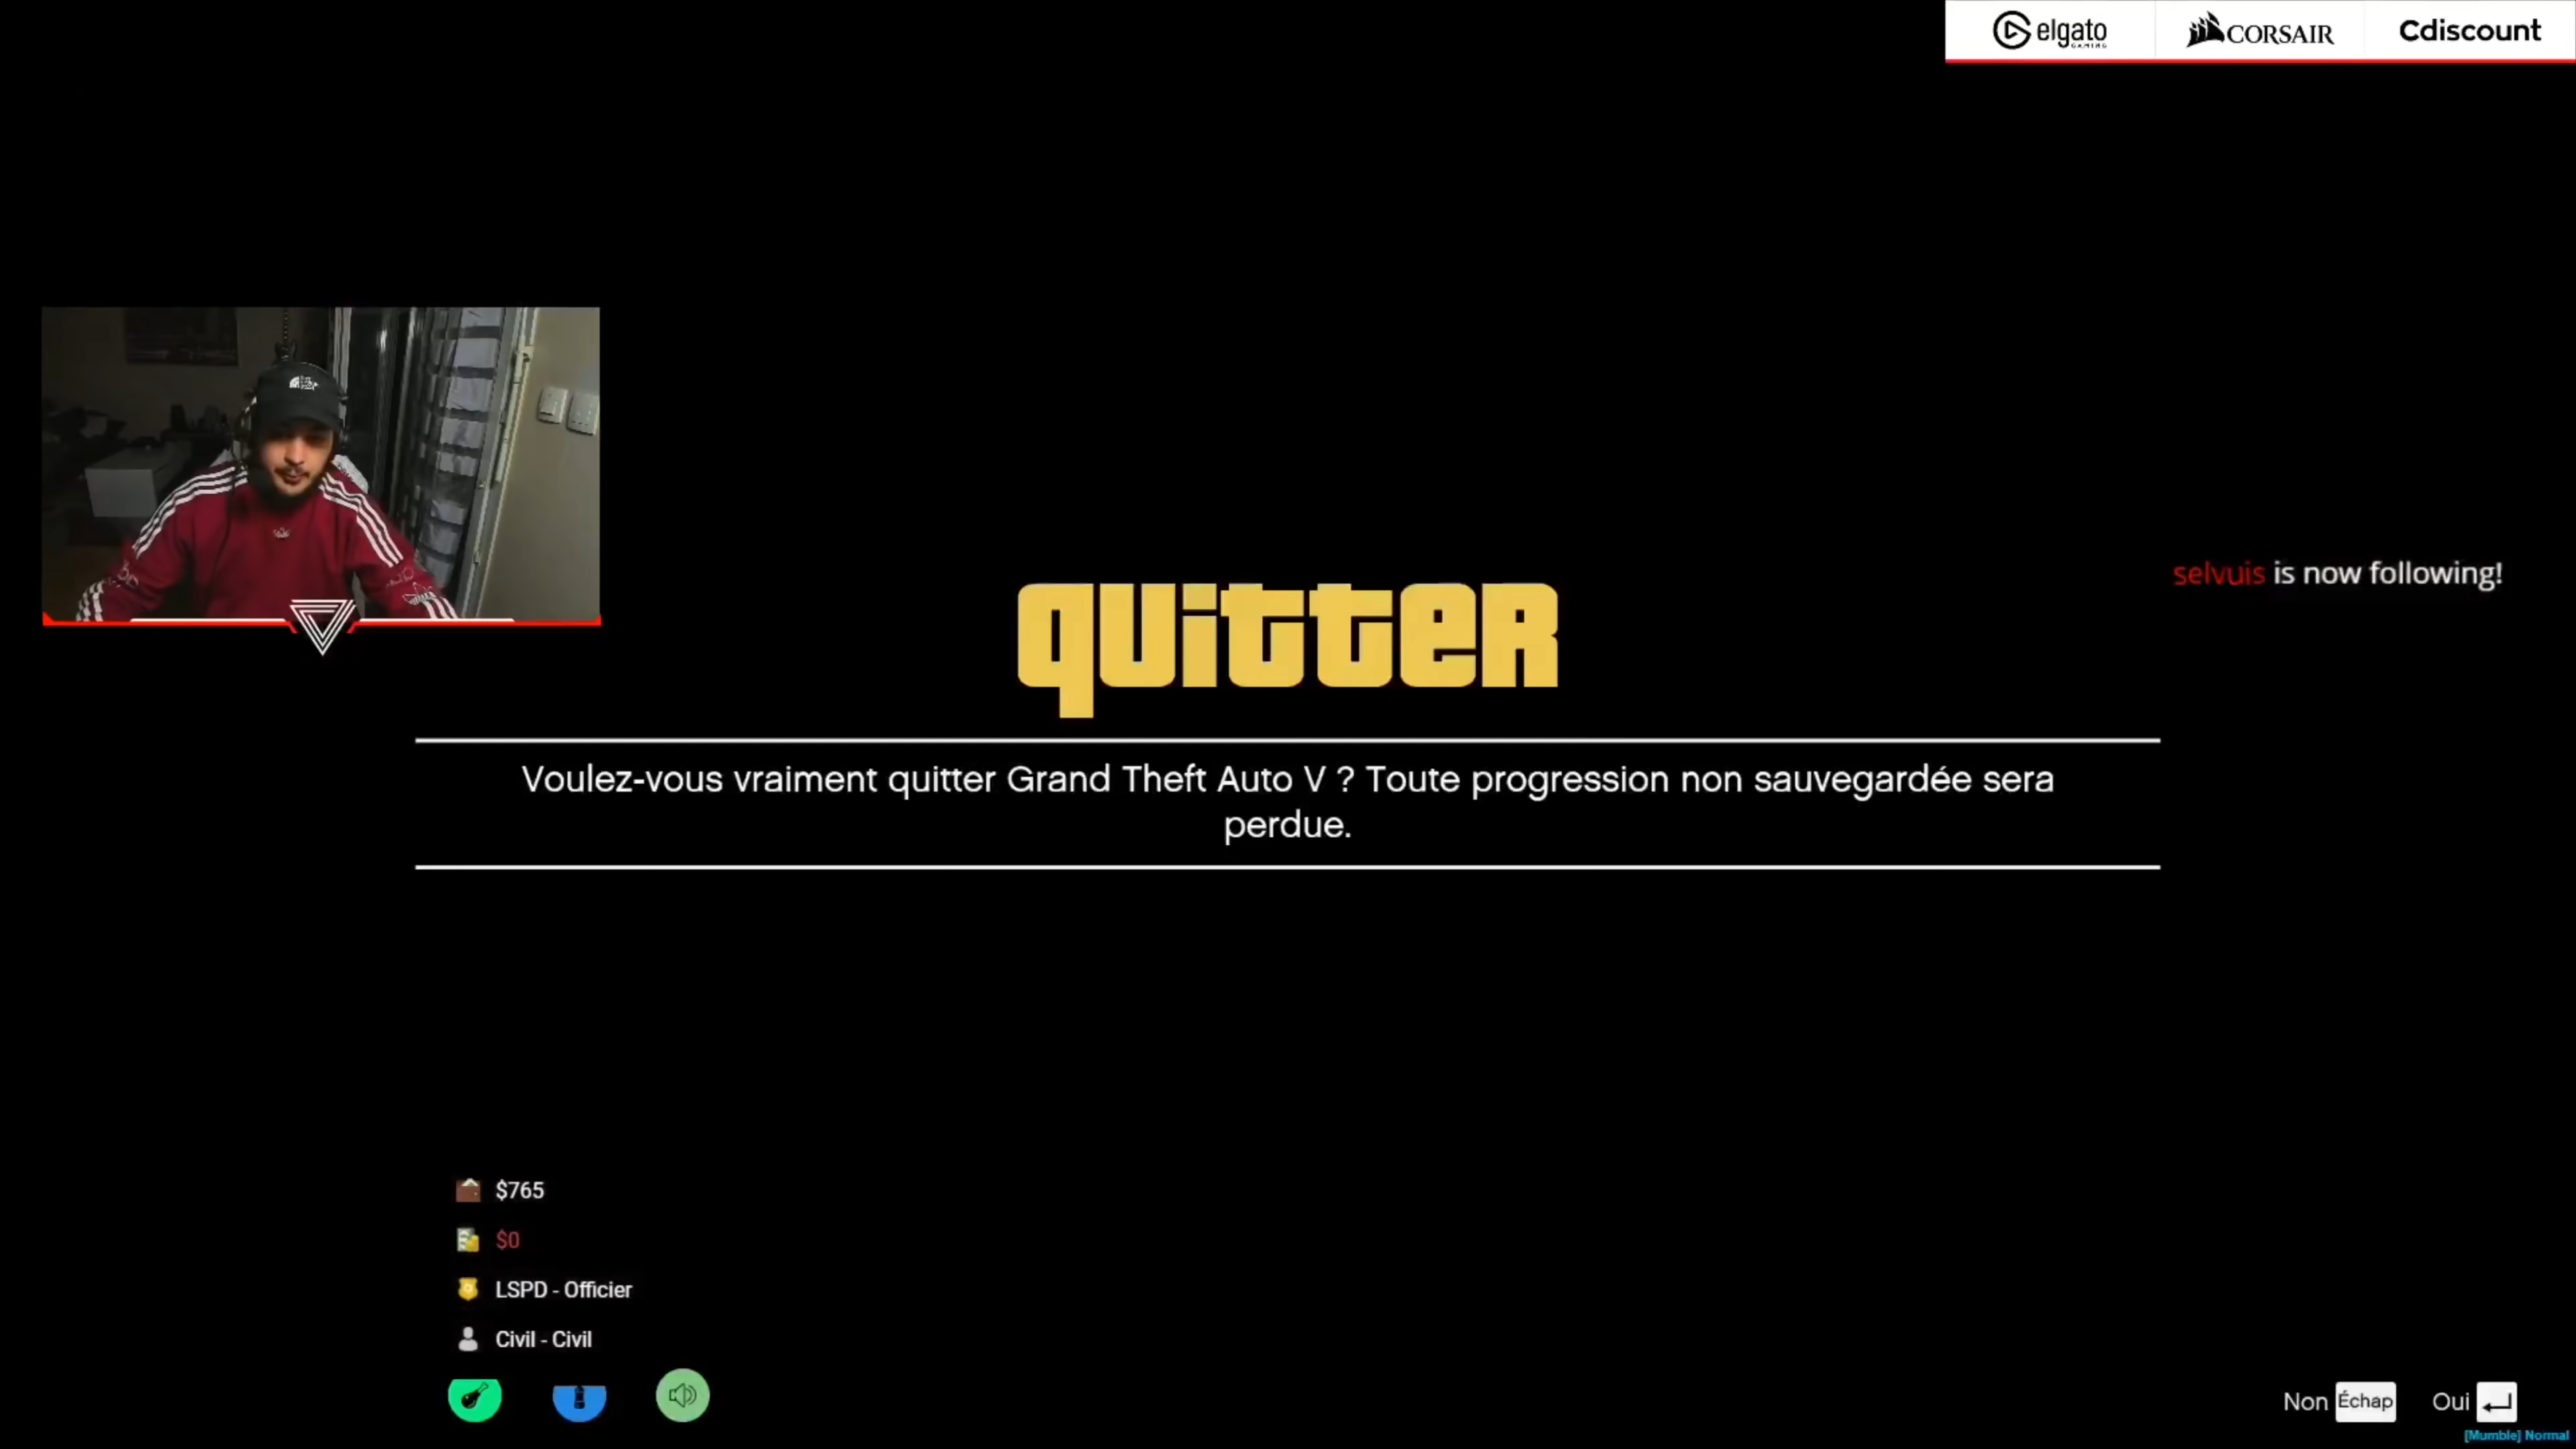 elgato
GAMING
CORSAIR
Cdiscount
selvuis is now following!
quitter
Voulez-vous vraiment quitter Grand Theft Auto V ? Toute progression non sauvegardée sera
perdue.
$765
$0
LSPD - Officier
Civil - Civil
Non Échap Oui
[Mumble] Normal